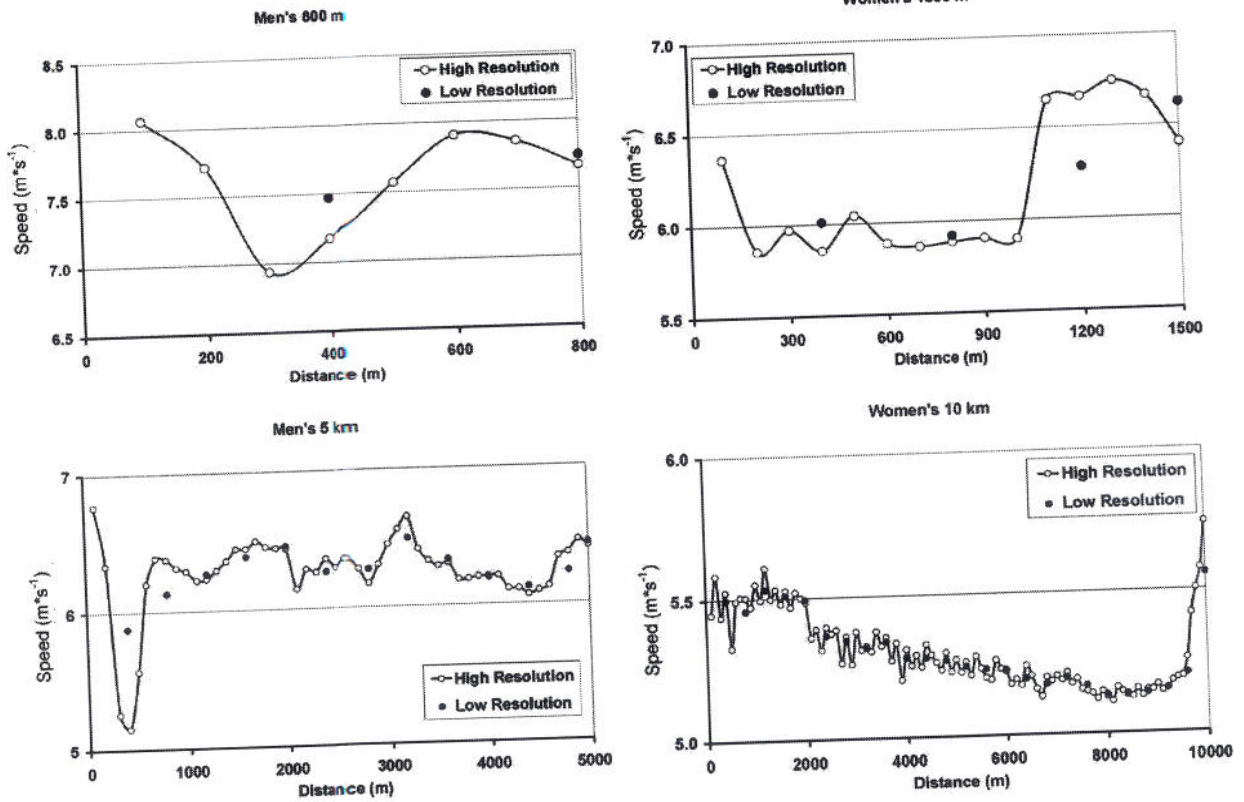 Men's 800 m
8.5
8.0
7.5
7.0
6.5
Speed (m*s-1)
High Resolution
Low Resolution
0
200
400
600
800
Distance (m)
7.0
6.5
6.0
5.5
Speed (m*s-1)
High Resolution
Low Resolution
0
300
600
900
1200
1500
Distance (m)
Men's 5 km
7
6
5
Speed (m*s-1)
High Resolution
Low Resolution
0
1000
2000
3000
4000
5000
Distance (m)
Women's 10 km
6.0
5.5
5.0
Speed (m*s-1)
High Resolution
Low Resolution
0
2000
4000
6000
8000
10000
Distance (m)